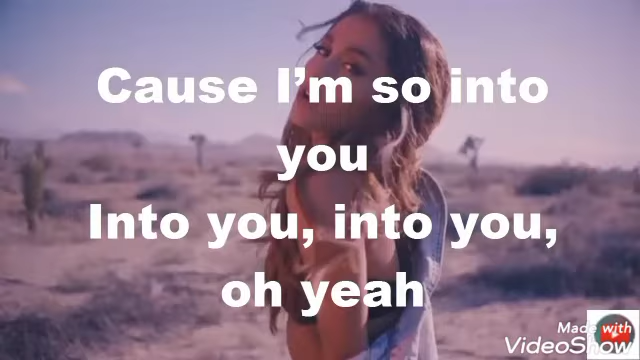 Cause I’m so into
you
Into you, into you,
oh yeah
Made with
VideoShow